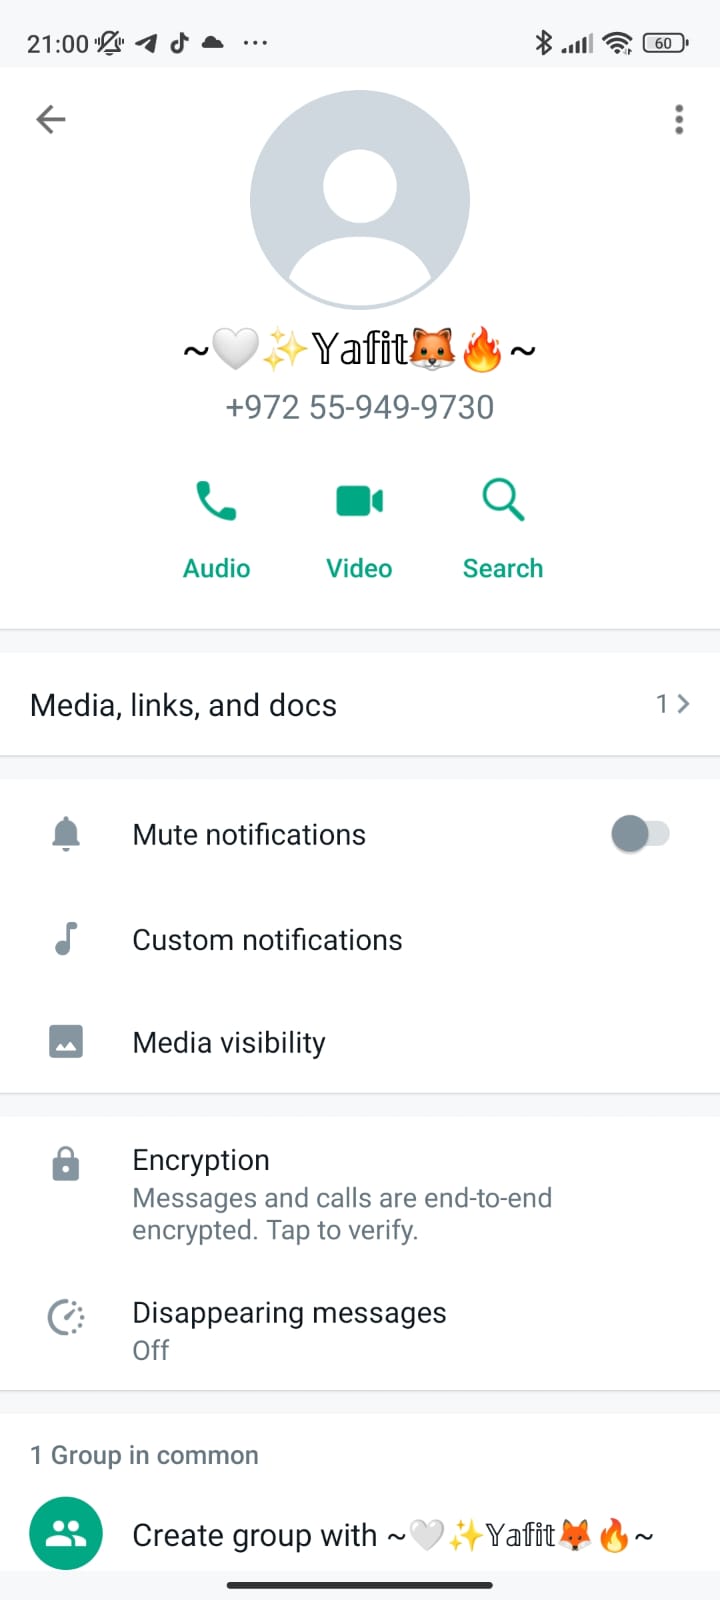 21:00 ... 60
~🤍✨𝕐𝕒𝕗𝕚𝕥🦊🔥~
+972 55-949-9730
Audio Video Search
Media, links, and docs 1
Mute notifications
Custom notifications
Media visibility
Encryption
Messages and calls are end-to-end
encrypted. Tap to verify.
Disappearing messages
Off
1 Group in common
Create group with ~🤍✨𝕐𝕒𝕗𝕚𝕥🦊🔥~